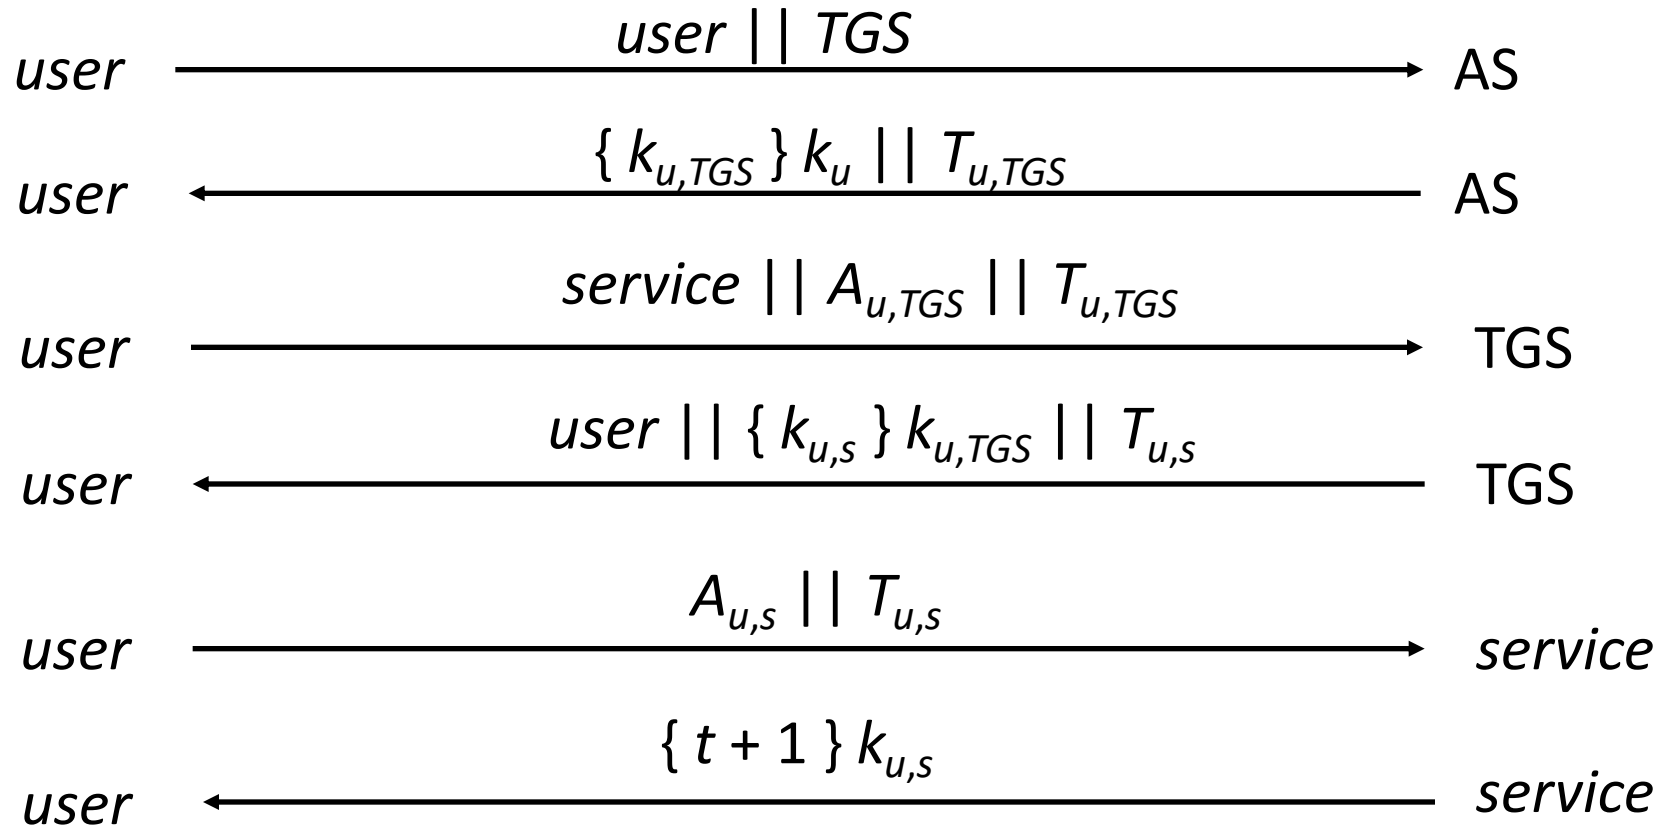 user || TGS
user AS
{ k_u,TGS } k_u || T_u,TGS
user AS
service || A_u,TGS || T_u,TGS
user TGS
user || { k_u,s } k_u,TGS || T_u,s
user TGS
A_u,s || T_u,s
user service
{ t + 1 } k_u,s
user service